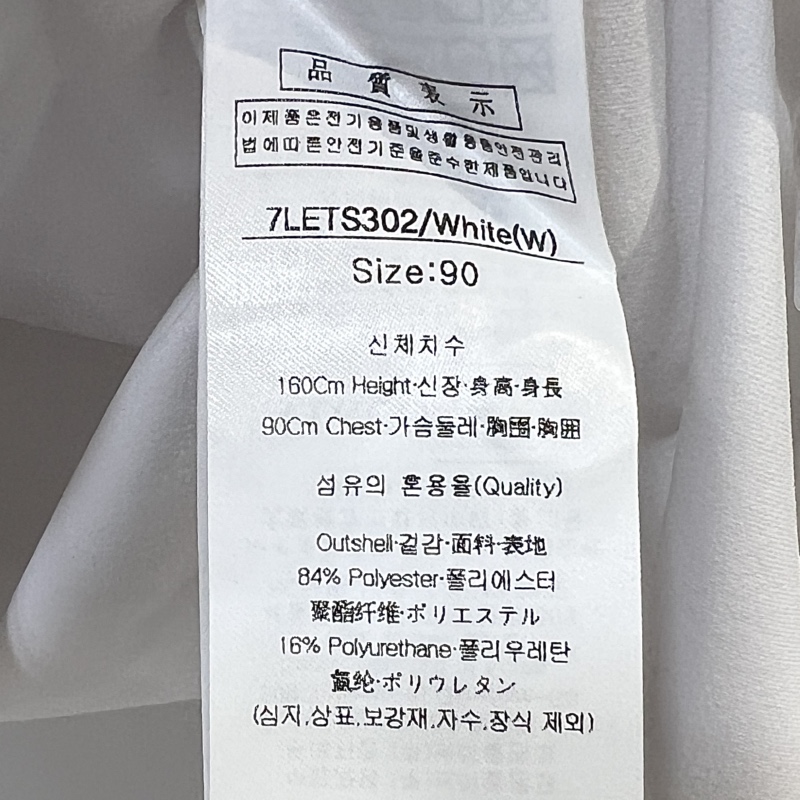 品質表示
이제품은전기용품및생활용품안전관리
법에따른안전기준을준수한제품입니다
7LETS302/White(W)
Size:90
신체치수
160Cm Height·신장·身高·身長
90Cm Chest·가슴둘레·胸围·胸囲
섬유의 혼용율(Quality)
Outshell·겉감·面料·表地
84% Polyester·폴리에스터
聚酯纤维·ポリエステル
16% Polyurethane·폴리우레탄
氨纶·ポリウレタン
(심지,상표,보강재,자수,장식 제외)